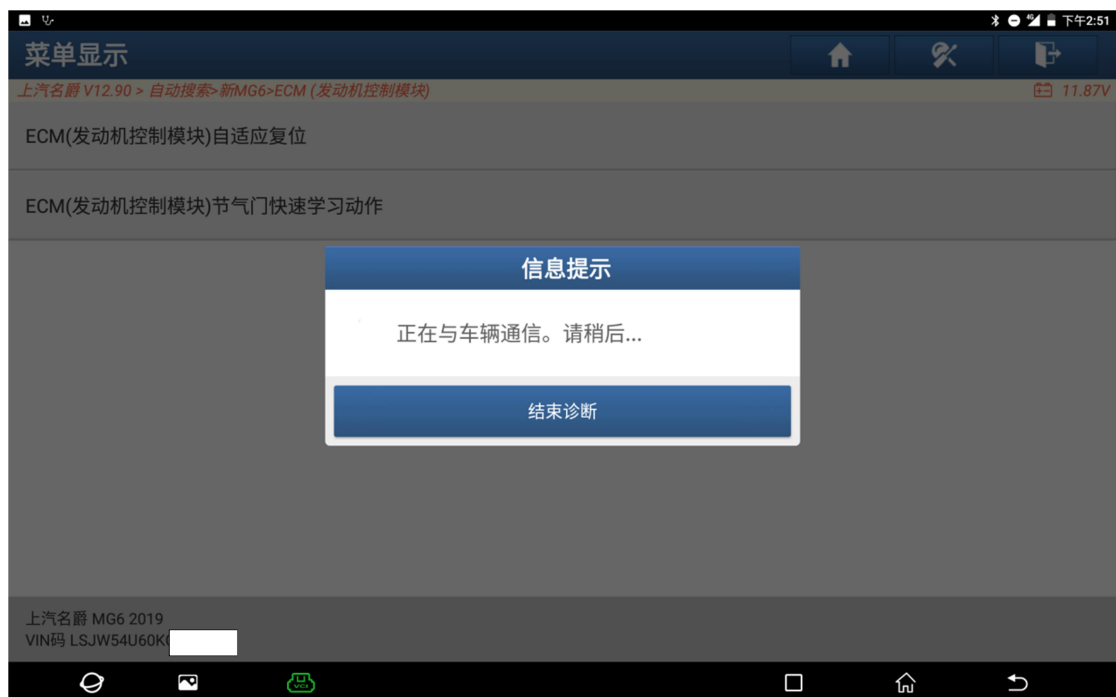 下午2:51
菜单显示
上汽名爵 V12.90 > 自动搜索>新MG6>ECM (发动机控制模块)
11.87V
ECM(发动机控制模块)自适应复位
ECM(发动机控制模块)节气门快速学习动作
信息提示
正在与车辆通信。请稍后...
结束诊断
上汽名爵 MG6 2019
VIN码 LSJW54U60K
VCI